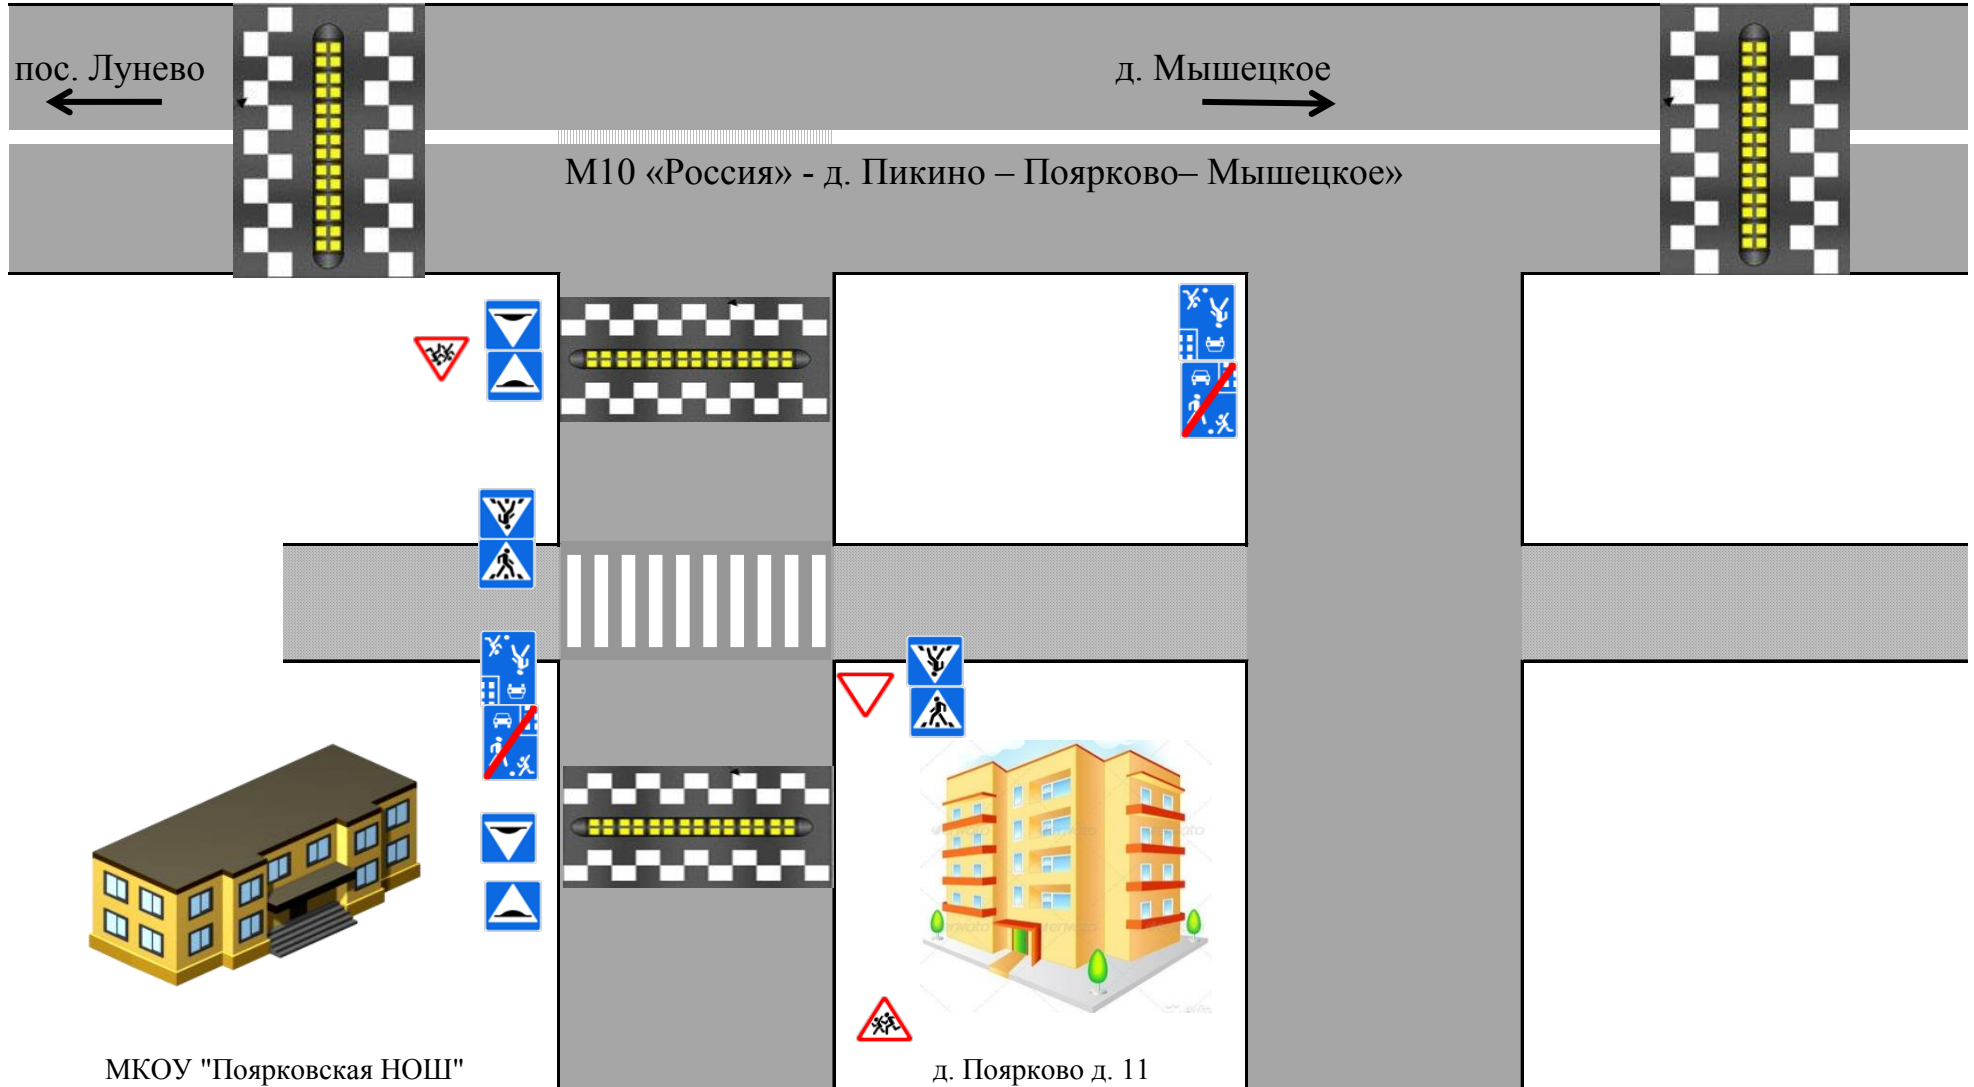 пос. Лунево
д. Мышецкое
М10 «Россия» - д. Пикино – Поярково– Мышецкое»
МКОУ "Поярковская НОШ"
д. Поярково д. 11